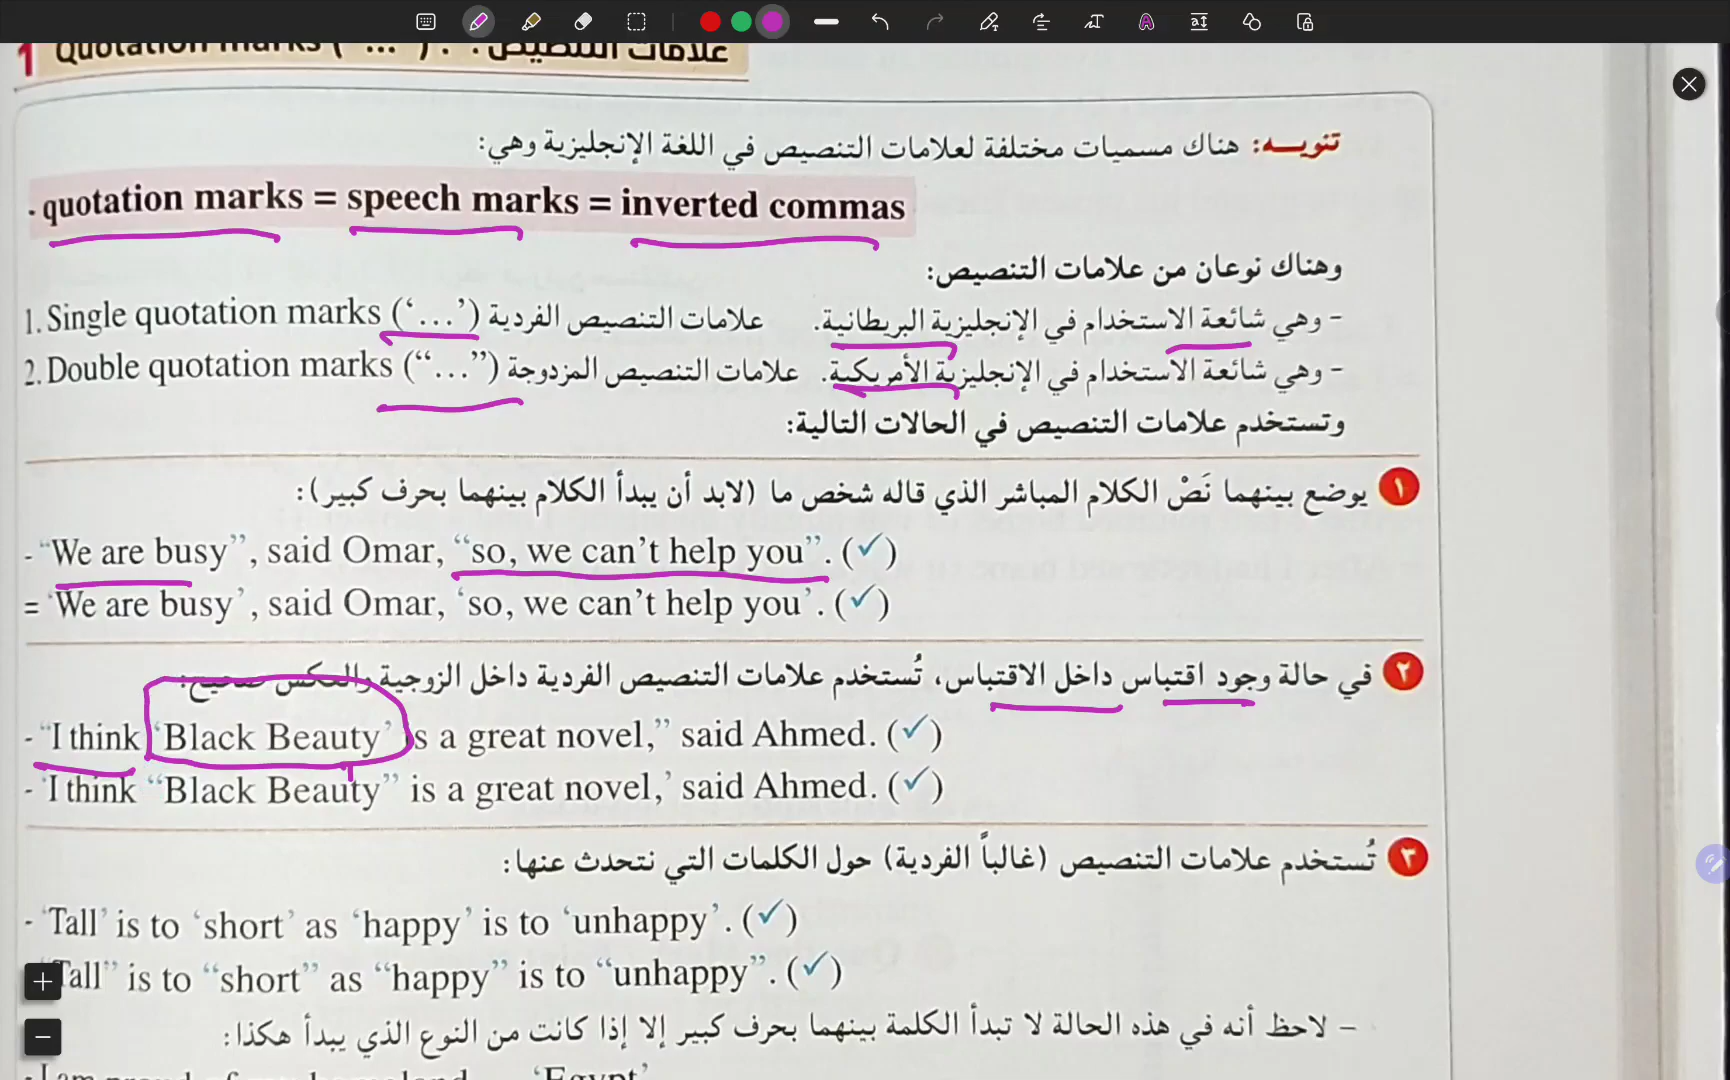 1 Quotation marks ("...") : علامات التنصيص
تنويـــه: هناك مسميات مختلفة لعلامات التنصيص في اللغة الإنجليزية وهي:
- quotation marks = speech marks = inverted commas
وهناك نوعان من علامات التنصيص:
1. Single quotation marks (‘…’) علامات التنصيص الفردية - وهي شائعة الاستخدام في الإنجليزية البريطانية.
2. Double quotation marks (“…”) علامات التنصيص المزدوجة - وهي شائعة الاستخدام في الإنجليزية الأمريكية.
وتستخدم علامات التنصيص في الحالات التالية:
١ يوضع بينهما نَصْ الكلام المباشر الذي قاله شخص ما (لابد أن يبدأ الكلام بينهما بحرف كبير):
- “We are busy”, said Omar, “so, we can’t help you”. (✓)
= ‘We are busy’, said Omar, ‘so, we can’t help you’. (✓)
٢ في حالة وجود اقتباس داخل الاقتباس، تُستخدم علامات التنصيص الفردية داخل الزوجية والعكس صحيح:
- “I think ‘Black Beauty’ is a great novel,” said Ahmed. (✓)
- ‘I think “Black Beauty” is a great novel,’ said Ahmed. (✓)
٣ تُستخدم علامات التنصيص (غالباً الفردية) حول الكلمات التي نتحدث عنها:
- ‘Tall’ is to ‘short’ as ‘happy’ is to ‘unhappy’. (✓)
Tall” is to “short” as “happy” is to “unhappy”. (✓)
– لاحظ أنه في هذه الحالة لا تبدأ الكلمة بينهما بحرف كبير إلا إذا كانت من النوع الذي يبدأ هكذا:
- I am proud of my homeland ‘Egypt’